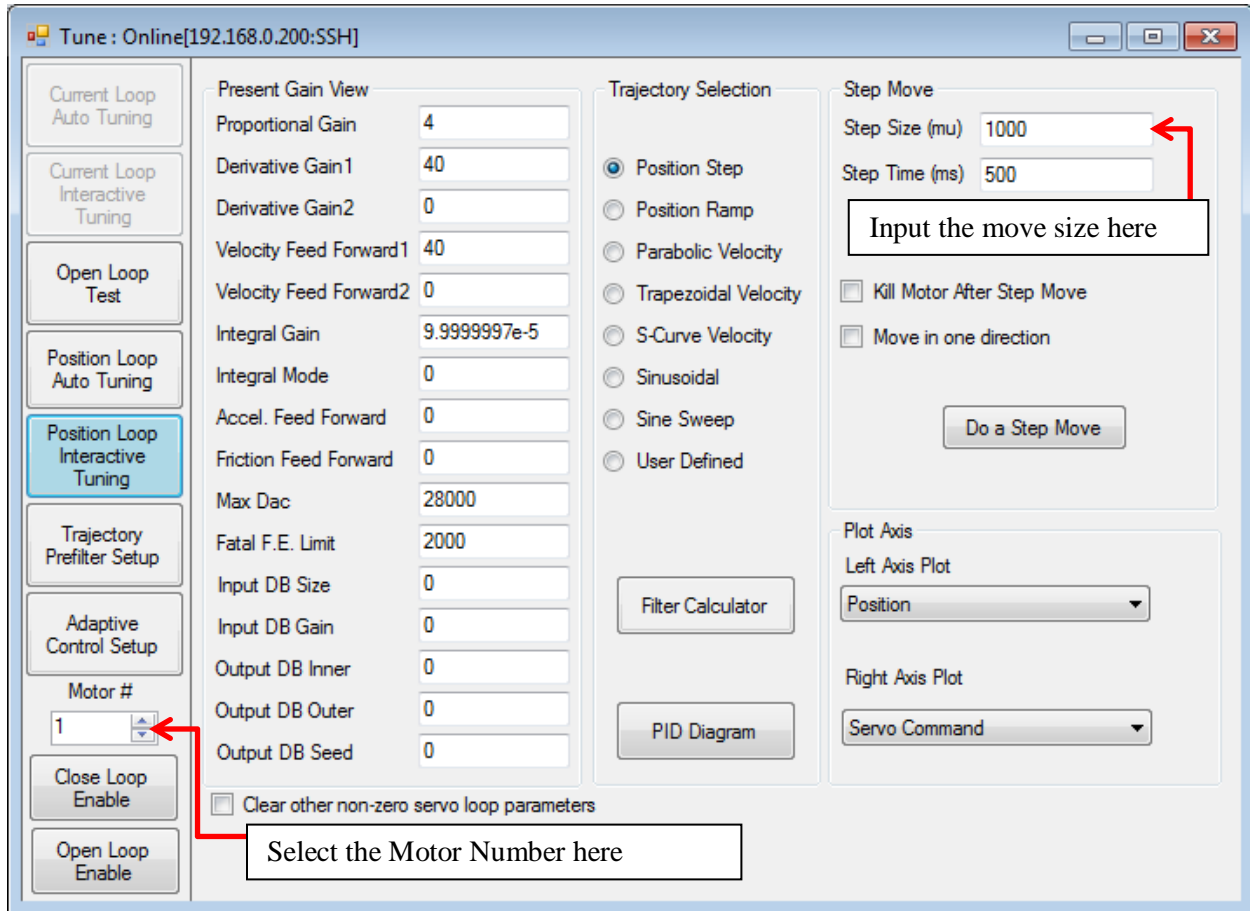 Tune : Online[192.168.0.200:SSH]
Current Loop
Auto Tuning
Current Loop
Interactive
Tuning
Open Loop
Test
Position Loop
Auto Tuning
Position Loop
Interactive
Tuning
Trajectory
Prefilter Setup
Adaptive
Control Setup
Motor #
1
Close Loop
Enable
Open Loop
Enable
Present Gain View
Proportional Gain 4
Derivative Gain1 40
Derivative Gain2 0
Velocity Feed Forward1 40
Velocity Feed Forward2 0
Integral Gain 9.9999997e-5
Integral Mode 0
Accel. Feed Forward 0
Friction Feed Forward 0
Max Dac 28000
Fatal F.E. Limit 2000
Input DB Size 0
Input DB Gain 0
Output DB Inner 0
Output DB Outer 0
Output DB Seed 0
Clear other non-zero servo loop parameters
Select the Motor Number here
Trajectory Selection
Position Step
Position Ramp
Parabolic Velocity
Trapezoidal Velocity
S-Curve Velocity
Sinusoidal
Sine Sweep
User Defined
Filter Calculator
PID Diagram
Step Move
Step Size (mu) 1000
Step Time (ms) 500
Input the move size here
Kill Motor After Step Move
Move in one direction
Do a Step Move
Plot Axis
Left Axis Plot
Position
Right Axis Plot
Servo Command